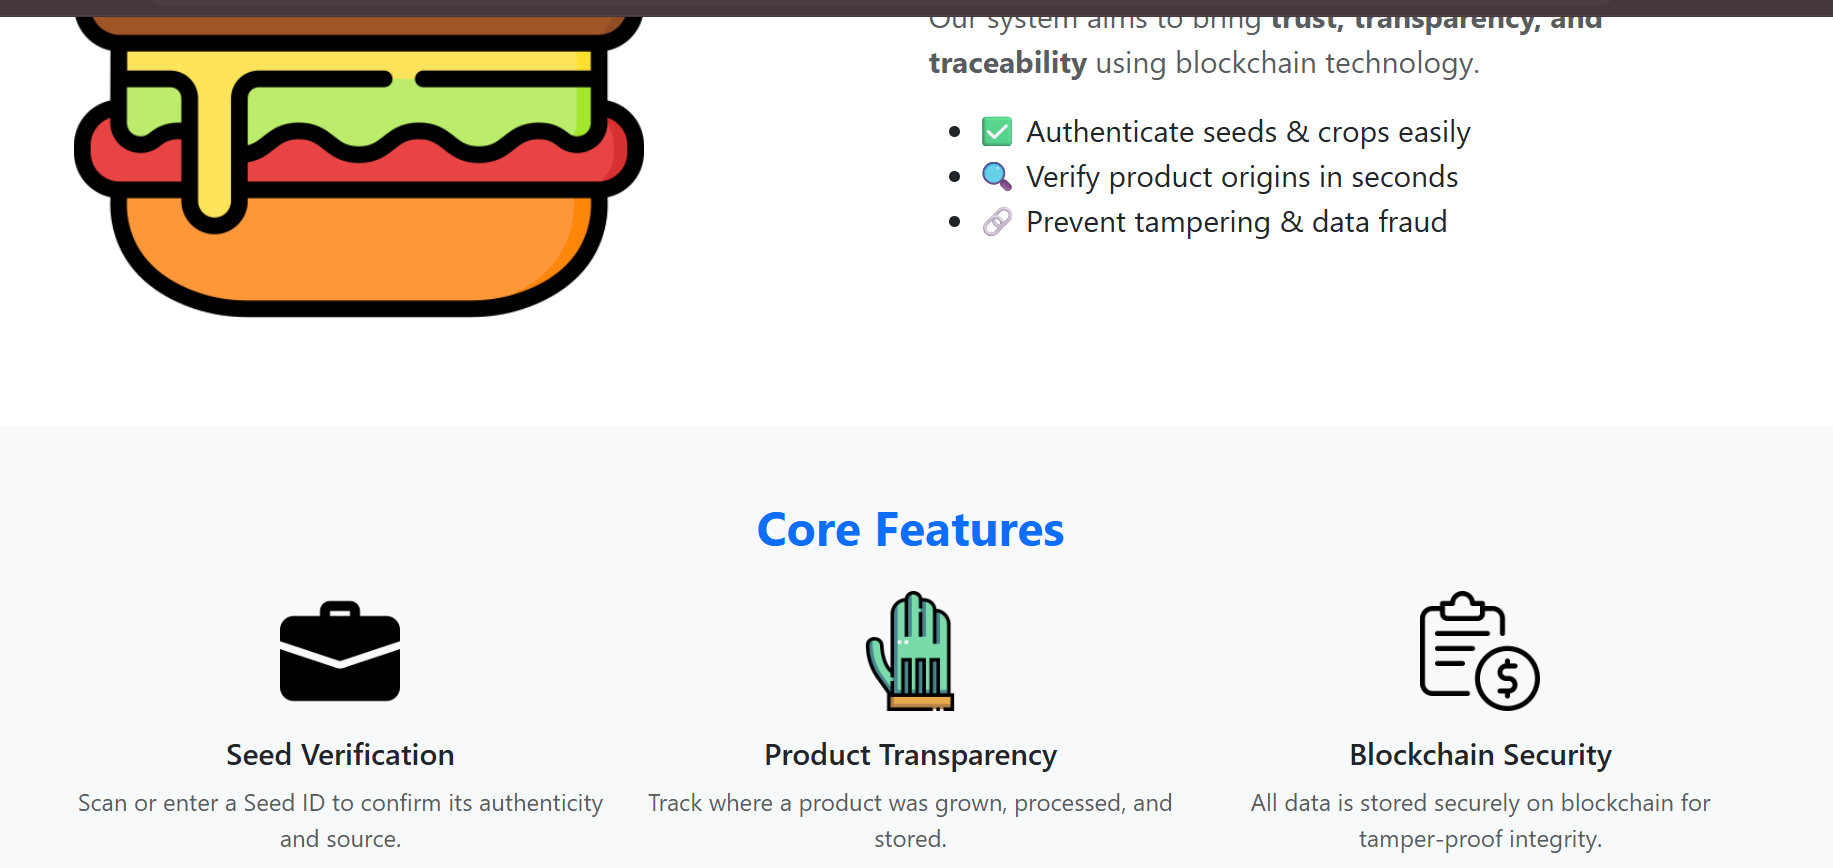 Our system aims to bring trust, transparency, and
traceability using blockchain technology.
Authenticate seeds & crops easily
Verify product origins in seconds
Prevent tampering & data fraud
Core Features
Seed Verification
Scan or enter a Seed ID to confirm its authenticity
and source.
Product Transparency
Track where a product was grown, processed, and
stored.
Blockchain Security
All data is stored securely on blockchain for
tamper-proof integrity.